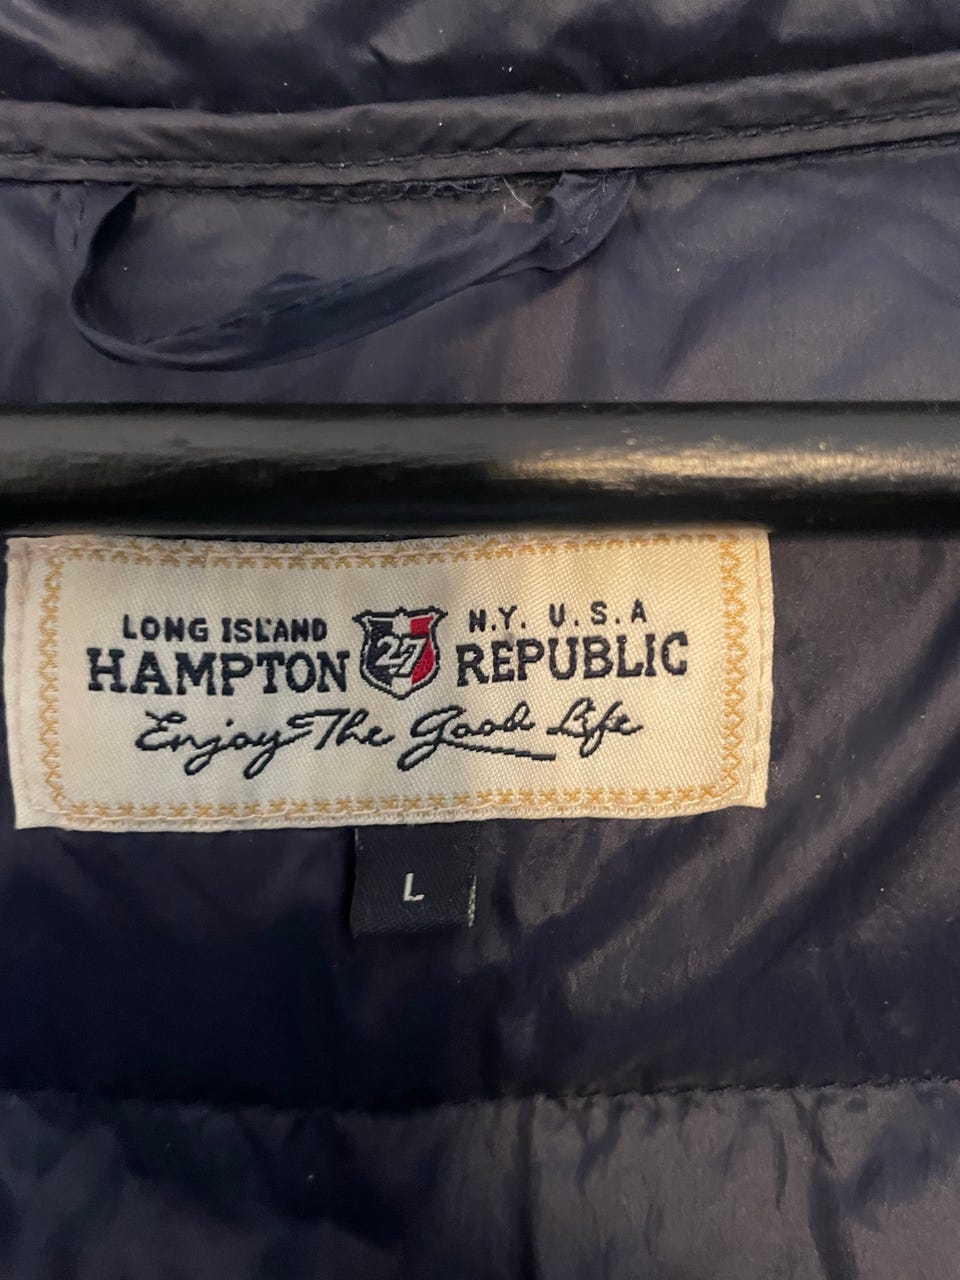 LONG ISLAND N.Y. U.S.A
HAMPTON 27 REPUBLIC
Enjoy The Good Life
L